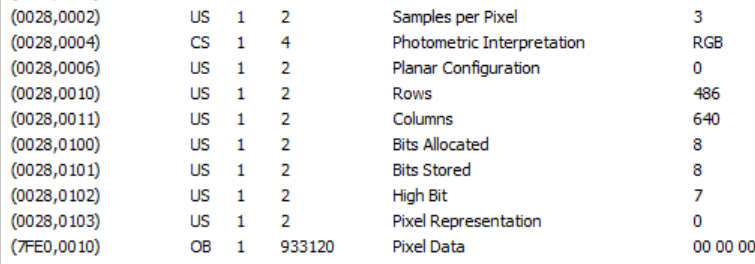 (0028,0002) US 1 2 Samples per Pixel 3
(0028,0004) CS 1 4 Photometric Interpretation RGB
(0028,0006) US 1 2 Planar Configuration 0
(0028,0010) US 1 2 Rows 486
(0028,0011) US 1 2 Columns 640
(0028,0100) US 1 2 Bits Allocated 8
(0028,0101) US 1 2 Bits Stored 8
(0028,0102) US 1 2 High Bit 7
(0028,0103) US 1 2 Pixel Representation 0
(7FE0,0010) OB 1 933120 Pixel Data 00 00 00